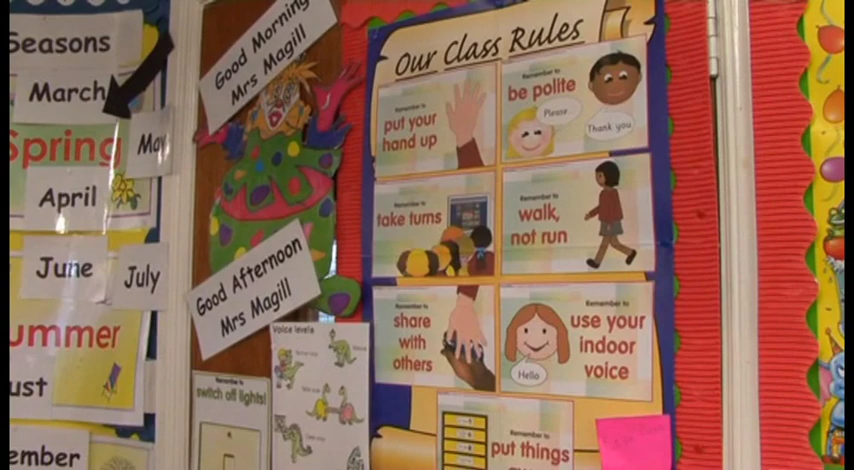 Seasons
March
Spring
May
April
June
July
ummer
ust
ember
Good Morning
Mrs Magill
Good Afternoon
Mrs Magill
Remember to
switch off lights!
Voice levels
Our Class Rules
Remember to
put your
hand up
Remember to
be polite
Please...
Thank you
Remember to
take turns
Remember to
walk,
not run
Remember to
share
with
others
Remember to
use your
indoor
voice
Hello
Remember to
put things